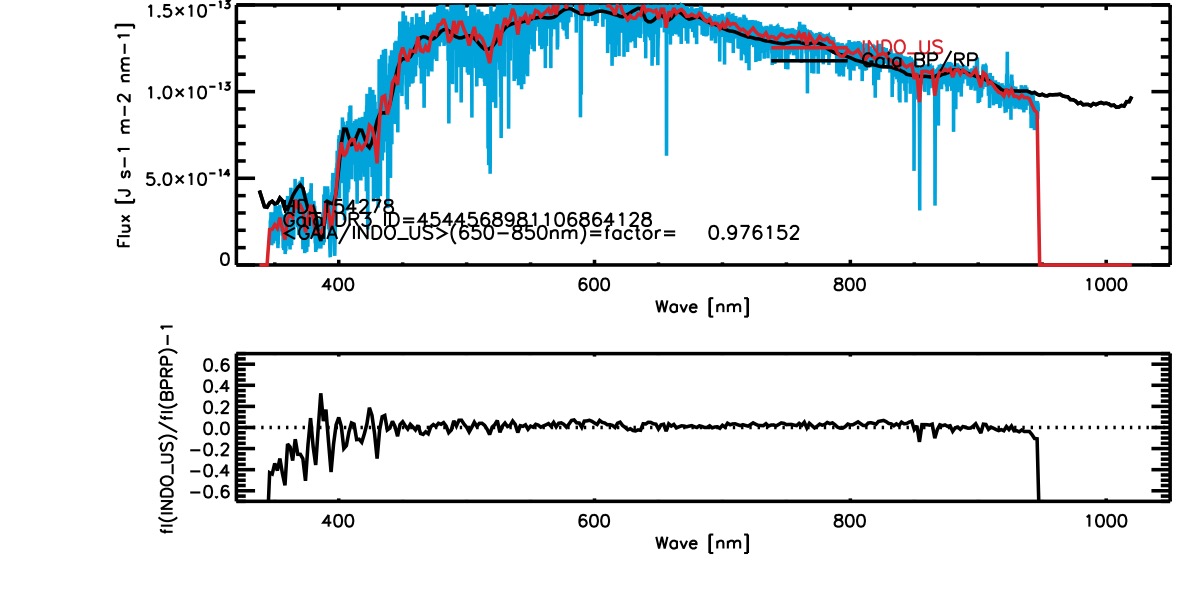 1.5×10−13
1.0×10−13
5.0×10−14
0
Flux [J s−1 m−2 nm−1]
INDO_US
Gaia BP/RP
HD 154278
Gaia DR3 ID=4544568981106864128
<GAIA/INDO_US>(650−850nm)=factor= 0.976152
400 600 800 1000
Wave [nm]
fl(INDO_US)/fl(BPRP)−1
0.6
0.4
0.2
0.0
−0.2
−0.4
−0.6
400 600 800 1000
Wave [nm]